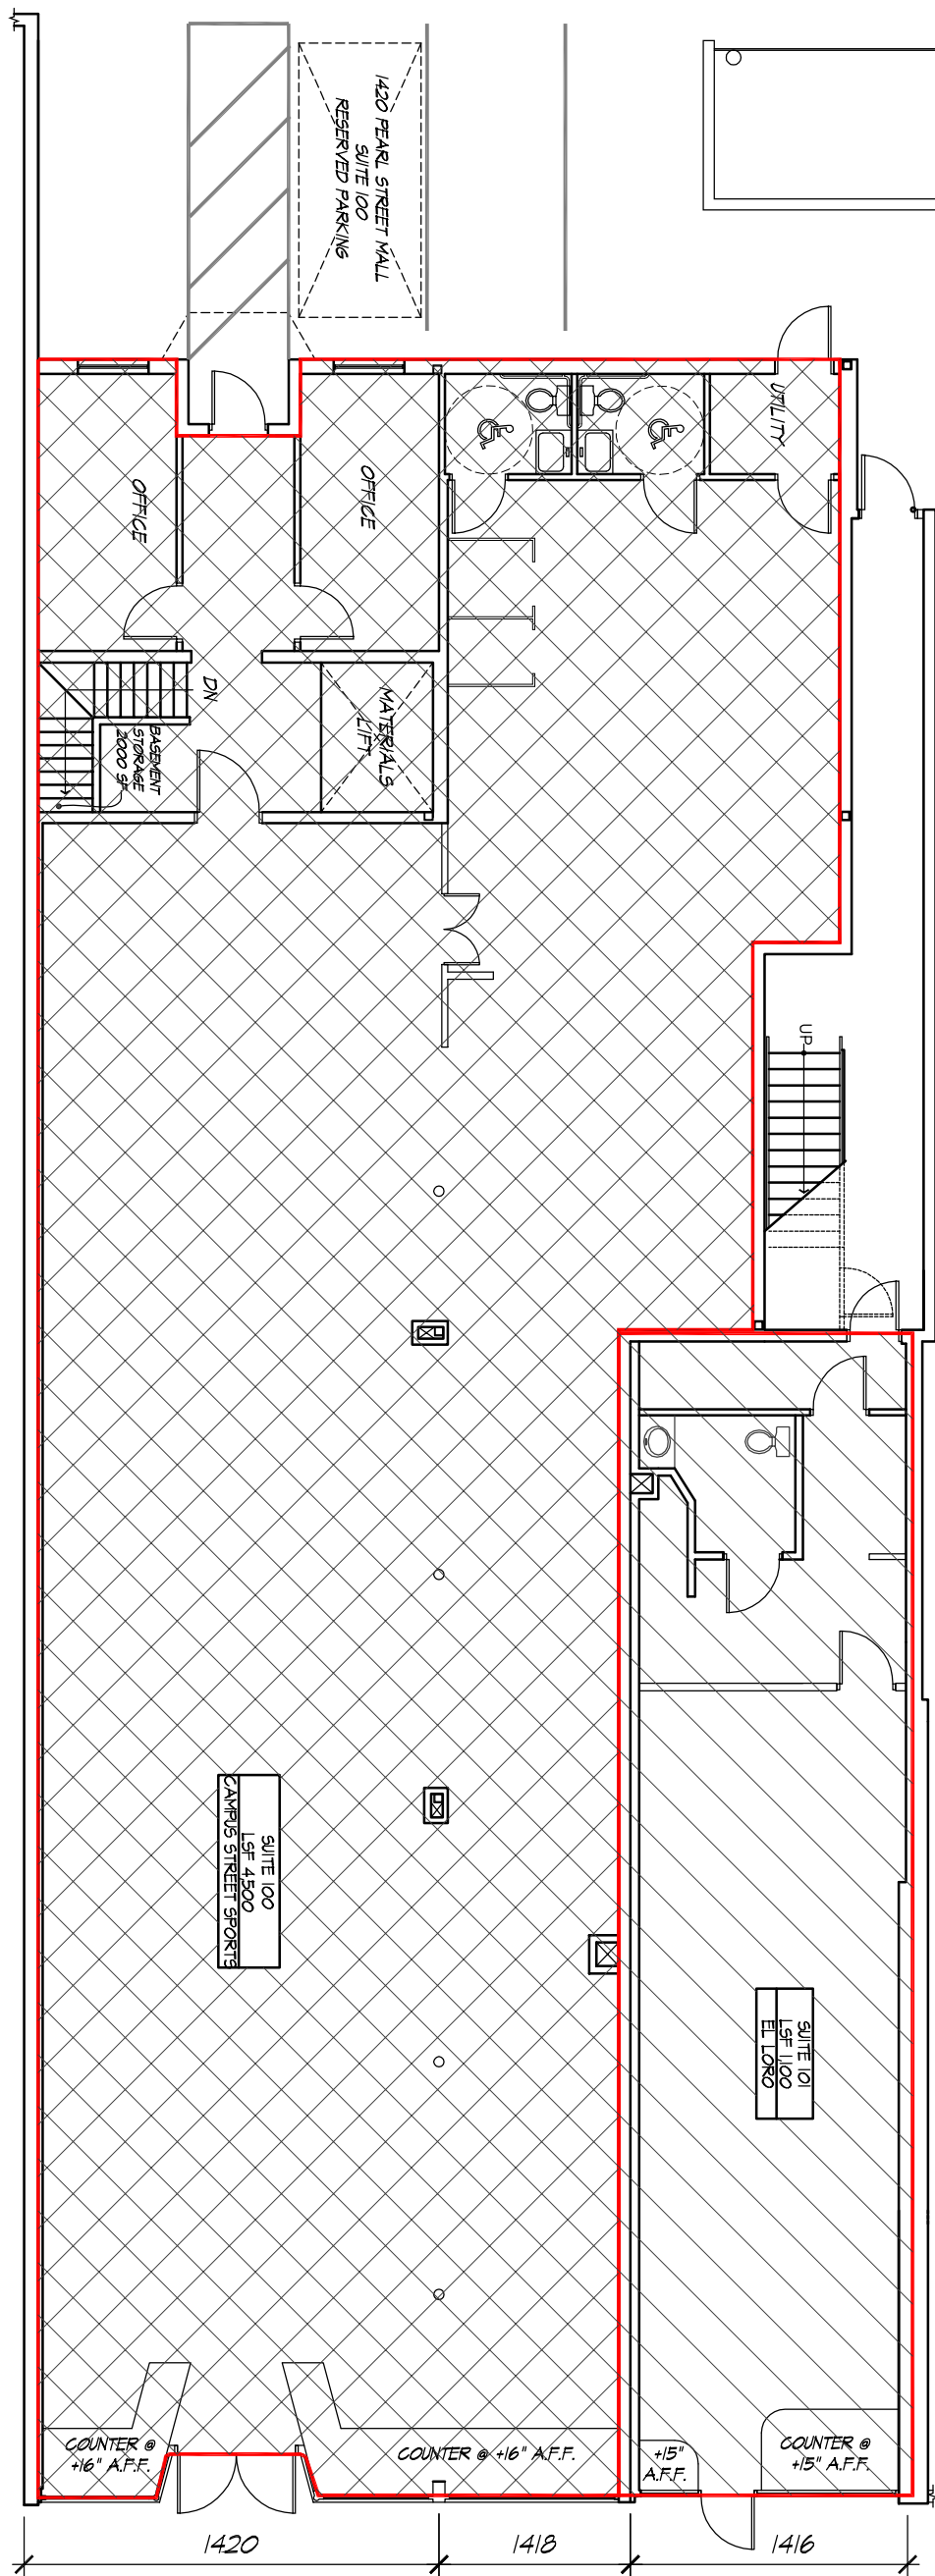 1420 PEARL STREET MALL
SUITE 100
RESERVED PARKING
UTILITY
OFFICE
OFFICE
DN
MATERIALS
LIFT
BASEMENT
STORAGE
2000 SF
UP
SUITE 100
LSF 4,500
CAMPUS STREET SPORTS
SUITE 101
LSF 1,100
EL LORO
COUNTER @
+16" A.F.F.
COUNTER @ +16" A.F.F.
+15"
A.F.F.
COUNTER @
+15" A.F.F.
1420
1418
1416